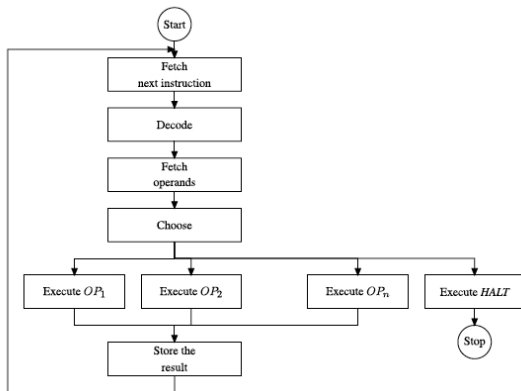 Start
Fetch
next instruction
Decode
Fetch
operands
Choose
Execute OP₁
Execute OP₂
Execute OPₙ
Execute HALT
Store the
result
Stop